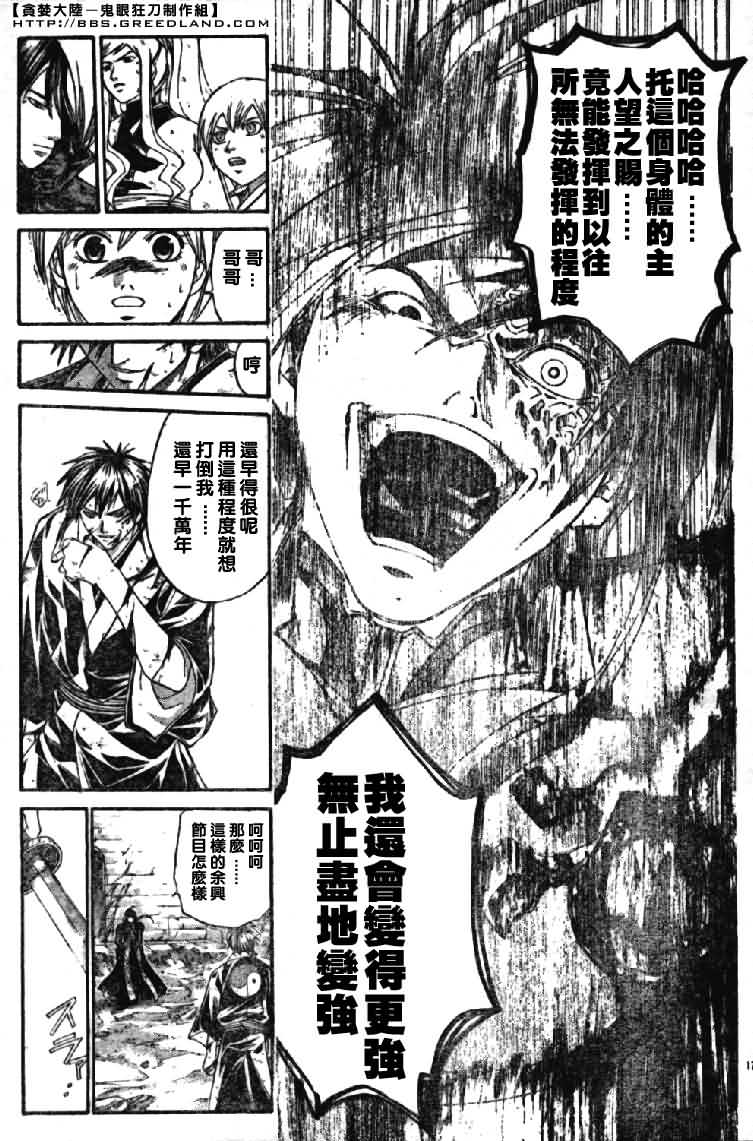 【貪婪大陸－鬼眼狂刀制作組】
HTTP://BBS.GREEDLAND.COM
哈哈哈哈……
托這個身體的主
人望之賜……
竟能發揮到以往
所無法發揮的程度
我還會變得更強
無止盡地變強
哥…
哥哥
哼
還早得很呢
用這種程度就想
打倒我……
還早一千萬年
呵呵呵
那麼……
這樣的余興
節目怎麼樣
スラァ
17